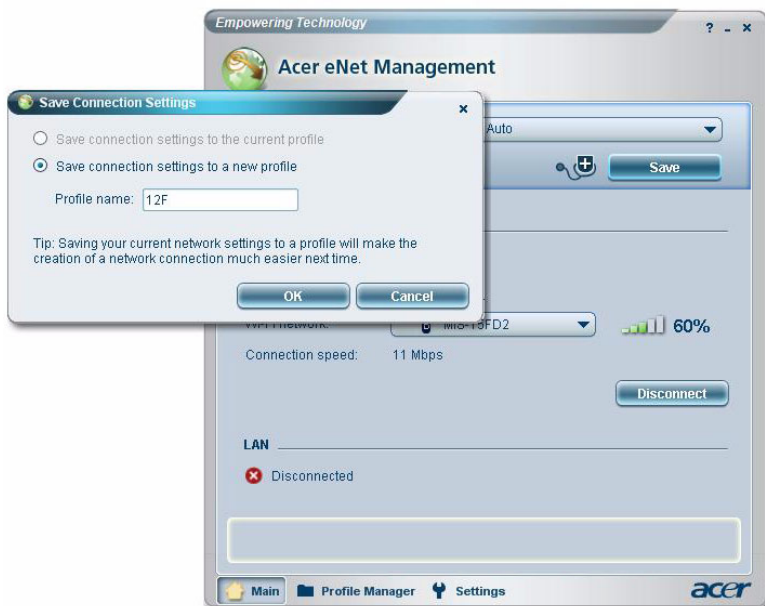 Empowering Technology
? - x
Acer eNet Management
Save Connection Settings
x
Save connection settings to the current profile
Save connection settings to a new profile
Profile name: 12F
Tip: Saving your current network settings to a profile will make the
creation of a network connection much easier next time.
OK Cancel
Auto
Save
60%
Connection speed: 11 Mbps
Disconnect
LAN
Disconnected
Main Profile Manager Settings
acer